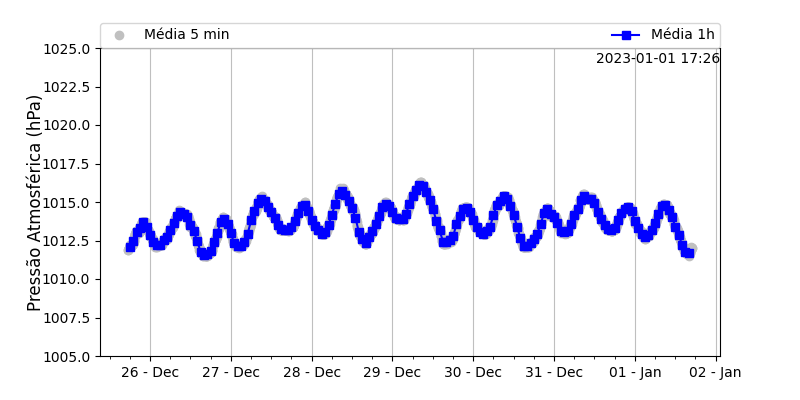 Média 5 min
Média 1h
2023-01-01 17:26
Pressão Atmosférica (hPa)
1025.0
1022.5
1020.0
1017.5
1015.0
1012.5
1010.0
1007.5
1005.0
26 - Dec
27 - Dec
28 - Dec
29 - Dec
30 - Dec
31 - Dec
01 - Jan
02 - Jan